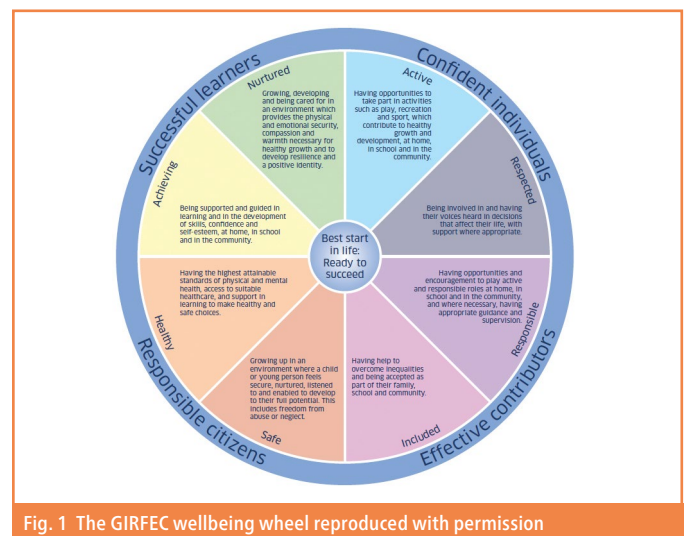 Successful learners
Confident individuals
Nurtured
Growing, developing
and being cared for in
an environment which
provides the physical
and emotional security,
compassion and
warmth necessary for
healthy growth and to
develop resilience and
a positive identity.
Active
Having opportunities to
take part in activities
such as play, recreation
and sport, which
contribute to healthy
growth and
development, at home,
in school and in the
community.
Achieving
Being supported and guided in
learning and in the development
of skills, confidence and
self-esteem, at home, in school
and in the community.
Respected
Being involved in and having
their voices heard in decisions
that affect their life, with
support where appropriate.
Best start
in life:
Ready to
succeed
Healthy
Having the highest attainable
standards of physical and mental
health, access to suitable
healthcare, and support in
learning to make healthy and
safe choices.
Responsible
Having opportunities and
encouragement to play active
and responsible roles at home, in
school and in the community,
and where necessary, having
appropriate guidance and
supervision.
Growing up in an
environment where a child
or young person feels
secure, nurtured, listened
to and enabled to develop
to their full potential. This
includes freedom from
abuse or neglect.
Safe
Having help to
overcome inequalities
and being accepted as
part of their family,
school and community.
Included
Responsible citizens
Effective contributors
Fig. 1 The GIRFEC wellbeing wheel reproduced with permission